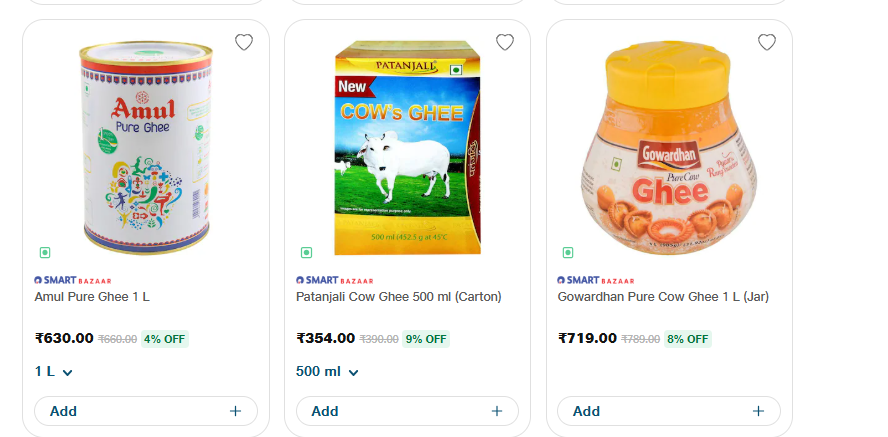 Amul
Pure Ghee
SMART BAZAAR
Amul Pure Ghee 1 L
₹630.00 ₹660.00 4% OFF
1 L
Add +
PATANJALI
New
COW's GHEE
500 ml (452.5 g at 45°C
SMART BAZAAR
Patanjali Cow Ghee 500 ml (Carton)
₹354.00 ₹390.00 9% OFF
500 ml
Add +
Gowardhan
Pure Cow
Ghee
SMART BAZAAR
Gowardhan Pure Cow Ghee 1 L (Jar)
₹719.00 ₹789.00 8% OFF
Add +